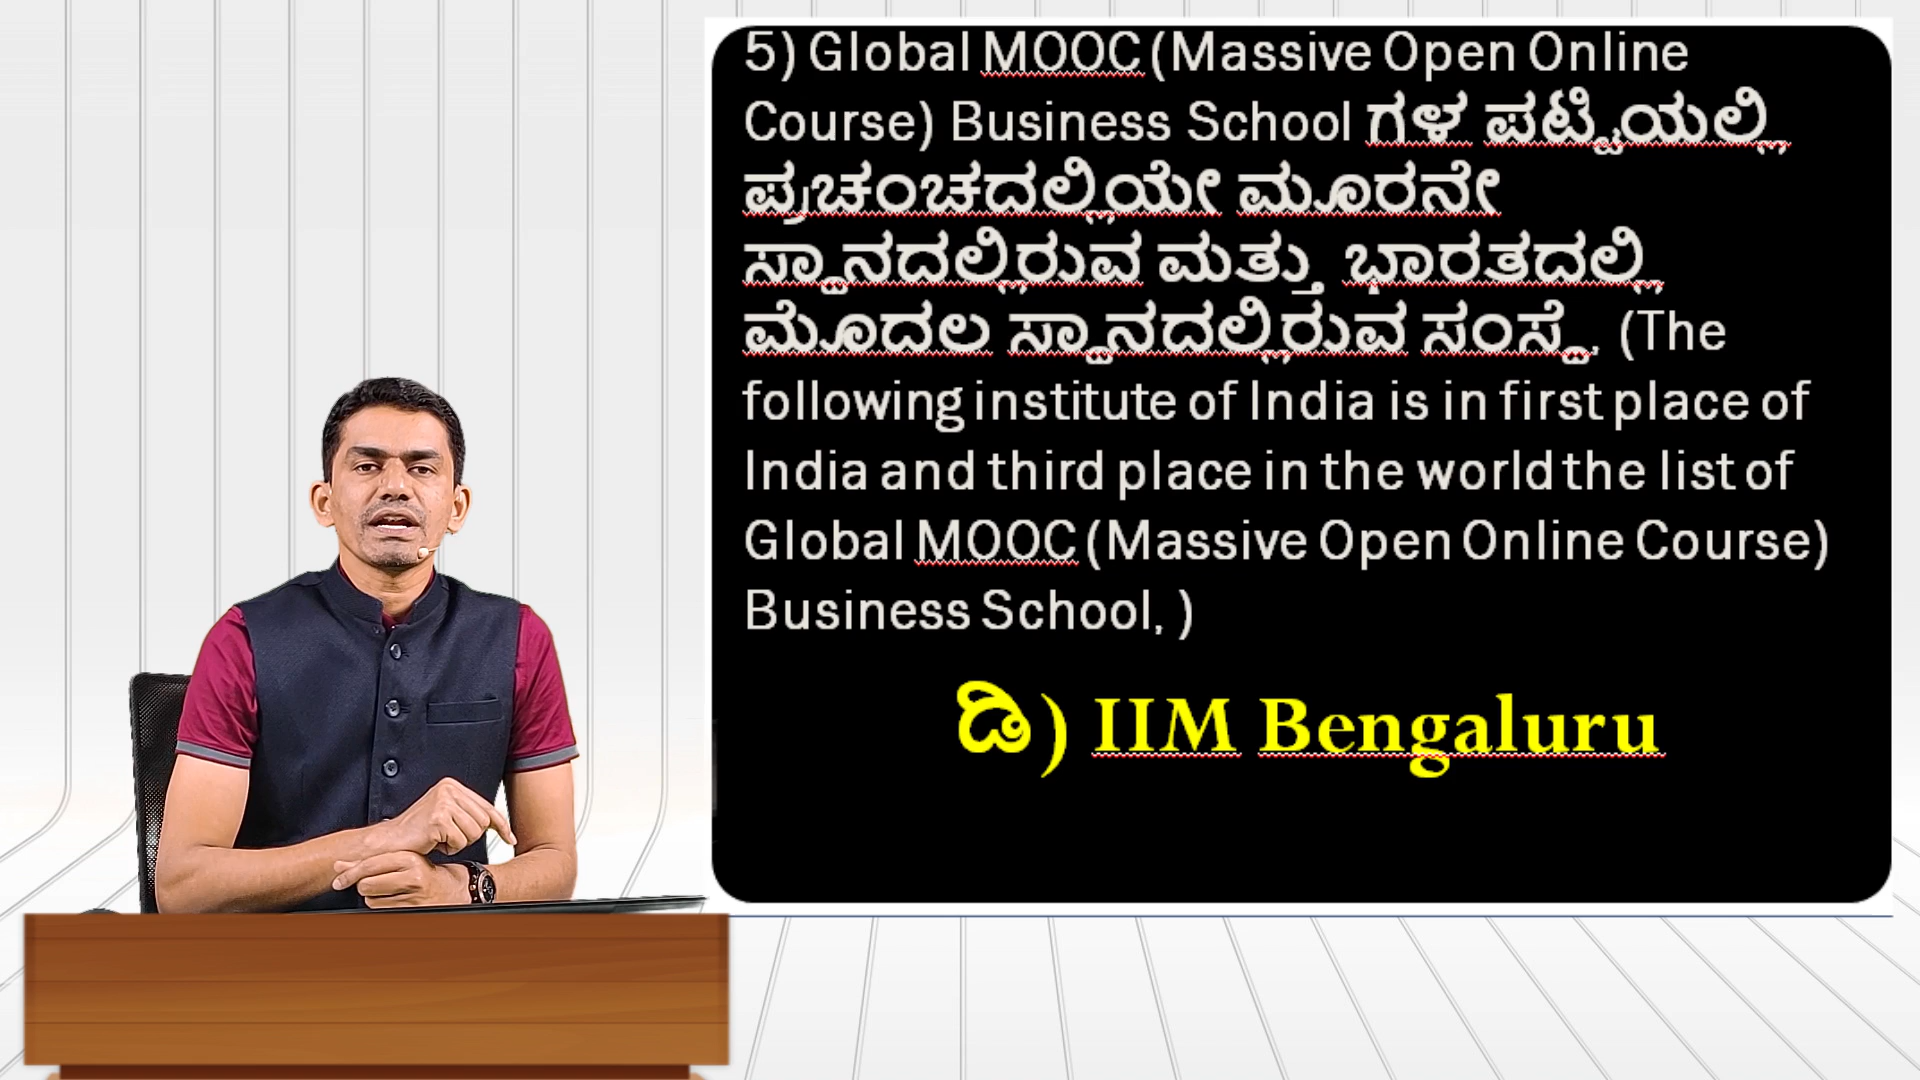 5) Global MOOC (Massive Open Online
Course) Business School ಗಳ ಪಟ್ಟಿಯಲ್ಲಿ
ಪ್ರಚಂಚದಲ್ಲಿಯೇ ಮೂರನೇ
ಸ್ಥಾನದಲ್ಲಿರುವ ಮತ್ತು ಭಾರತದಲ್ಲಿ
ಮೊದಲ ಸ್ಥಾನದಲ್ಲಿರುವ ಸಂಸ್ಥೆ. (The
following institute of India is in first place of
India and third place in the world the list of
Global MOOC (Massive Open Online Course)
Business School, )
ಡಿ) IIM Bengaluru